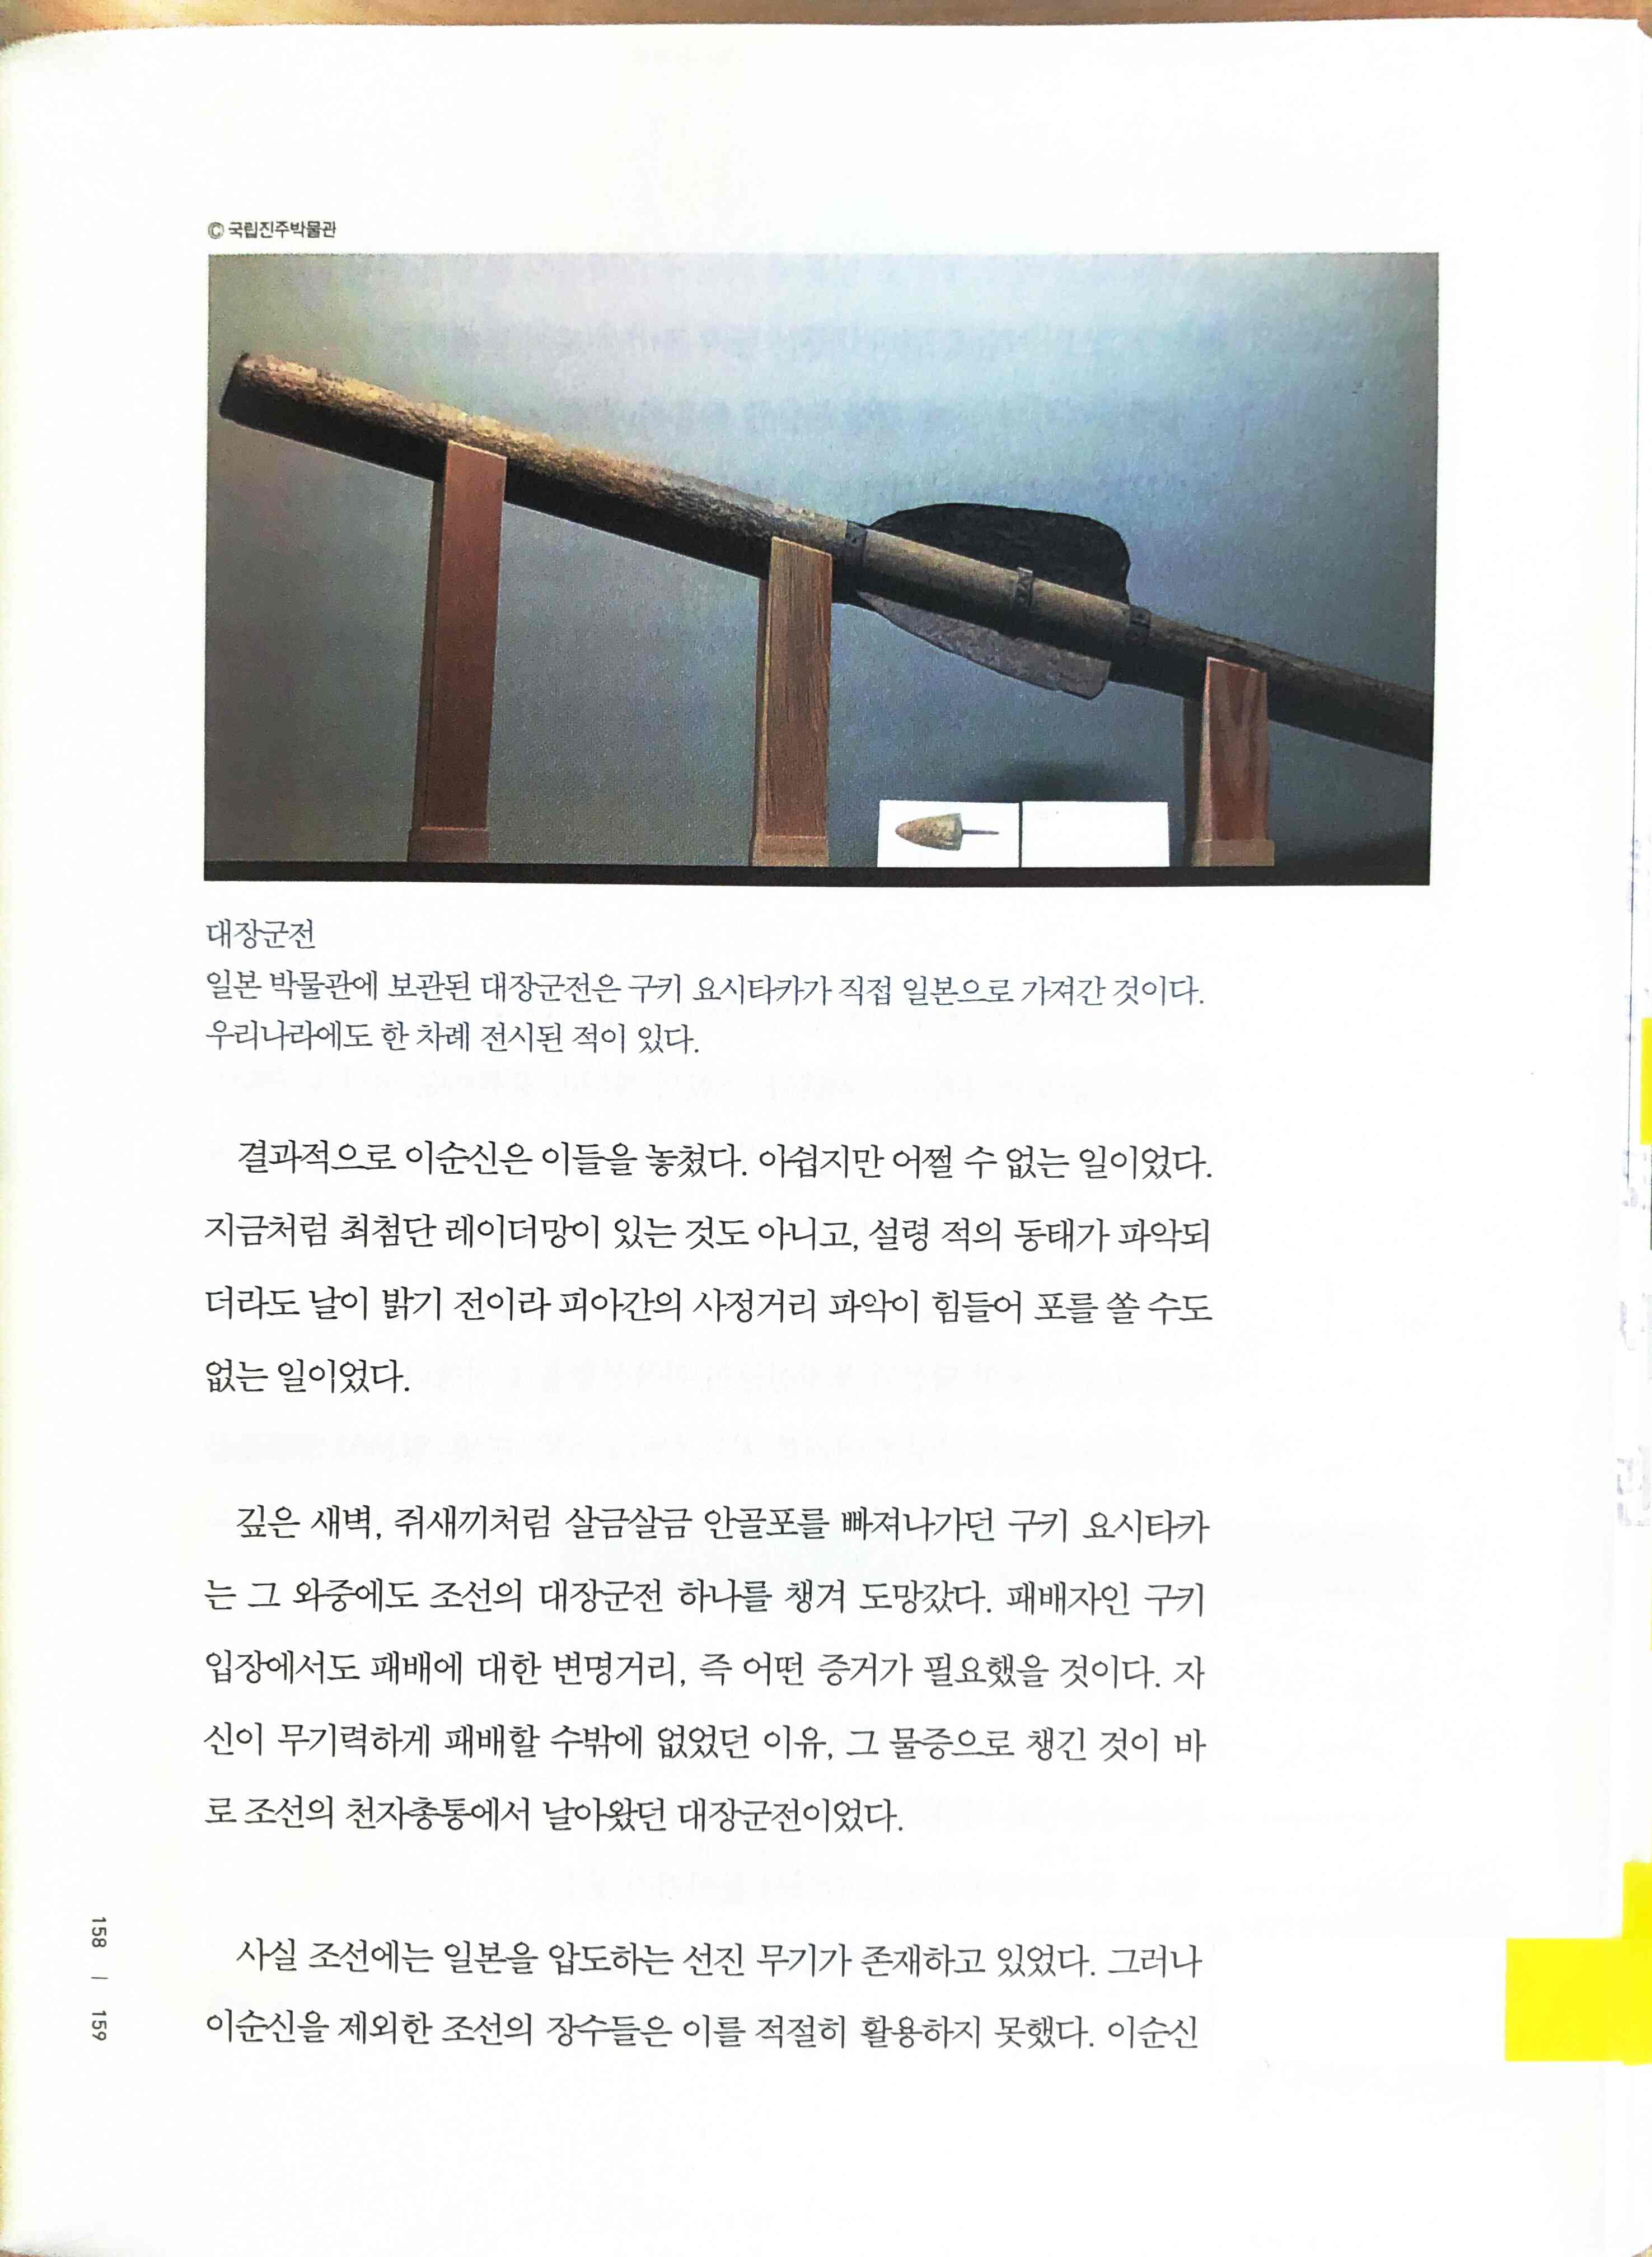 © 국립진주박물관
대장군전
일본 박물관에 보관된 대장군전은 구키 요시타카가 직접 일본으로 가져간 것이다.
우리나라에도 한 차례 전시된 적이 있다.
결과적으로 이순신은 이들을 놓쳤다. 아쉽지만 어쩔 수 없는 일이었다.
지금처럼 최첨단 레이더망이 있는 것도 아니고, 설령 적의 동태가 파악되
더라도 날이 밝기 전이라 피아간의 사정거리 파악이 힘들어 포를 쏠 수도
없는 일이었다.
깊은 새벽, 쥐새끼처럼 살금살금 안골포를 빠져나가던 구키 요시타카
는 그 와중에도 조선의 대장군전 하나를 챙겨 도망갔다. 패배자인 구키
입장에서도 패배에 대한 변명거리, 즉 어떤 증거가 필요했을 것이다. 자
신이 무기력하게 패배할 수밖에 없었던 이유, 그 물증으로 챙긴 것이 바
로 조선의 천자총통에서 날아왔던 대장군전이었다.
사실 조선에는 일본을 압도하는 선진 무기가 존재하고 있었다. 그러나
이순신을 제외한 조선의 장수들은 이를 적절히 활용하지 못했다. 이순신
158 | 159